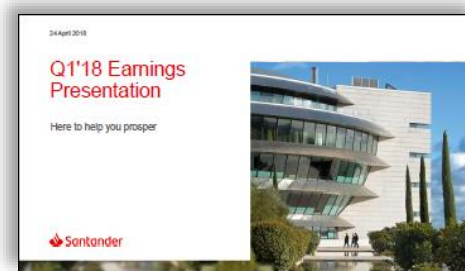 24 April 2018
Q1'18 Earnings
Presentation
Here to help you prosper
Santander